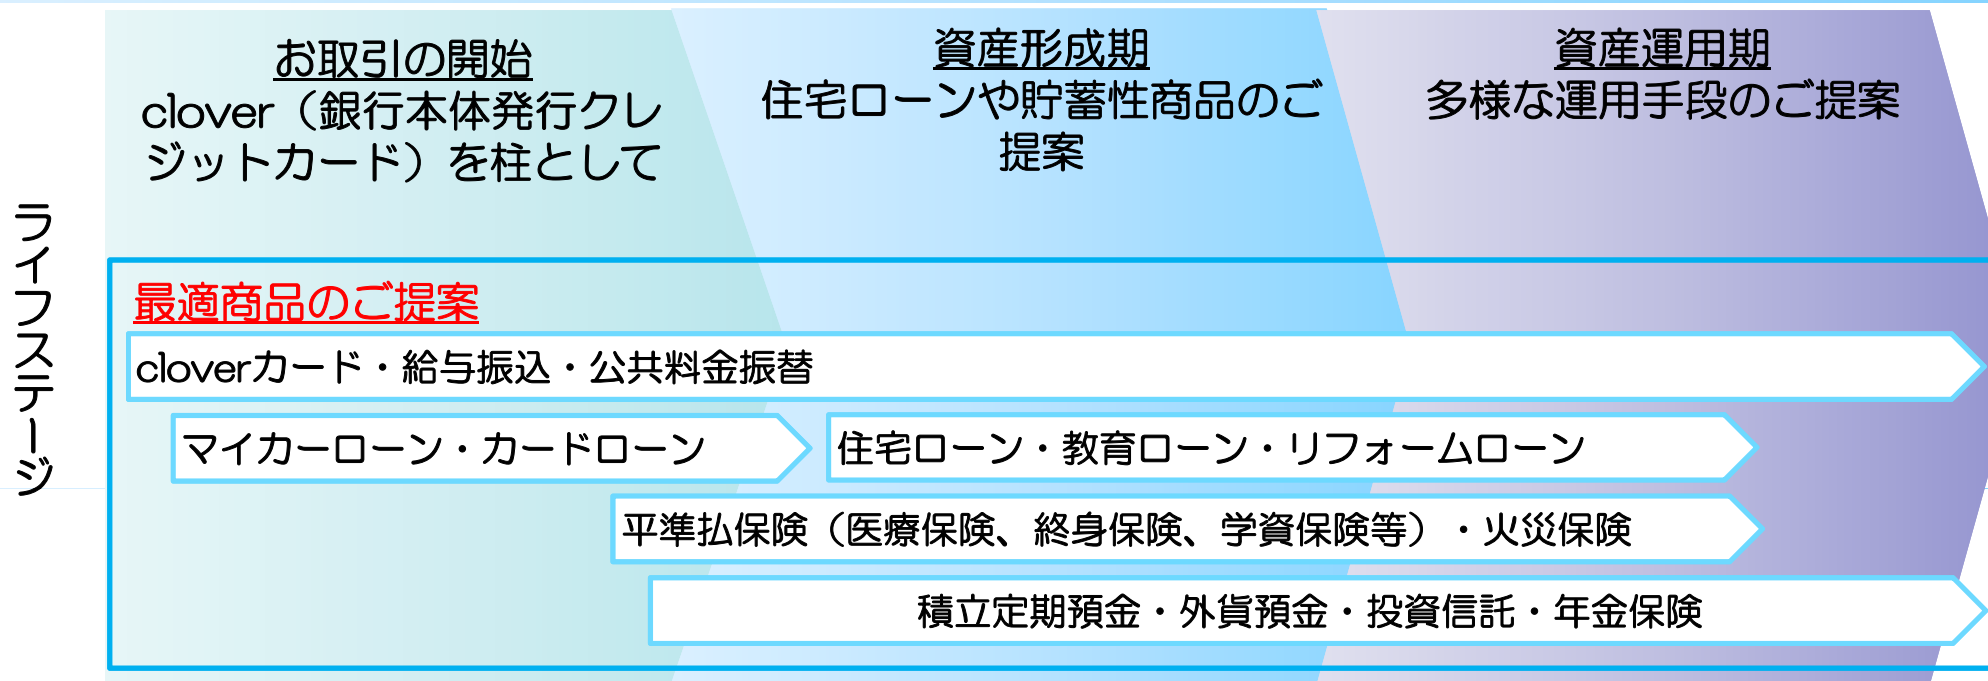 お取引の開始
clover（銀行本体発行クレ
ジットカード）を柱として
資産形成期
住宅ローンや貯蓄性商品のご
提案
資産運用期
多様な運用手段のご提案
ライフステージ
最適商品のご提案
cloverカード・給与振込・公共料金振替
マイカーローン・カードローン
住宅ローン・教育ローン・リフォームローン
平準払保険（医療保険、終身保険、学資保険等）・火災保険
積立定期預金・外貨預金・投資信託・年金保険